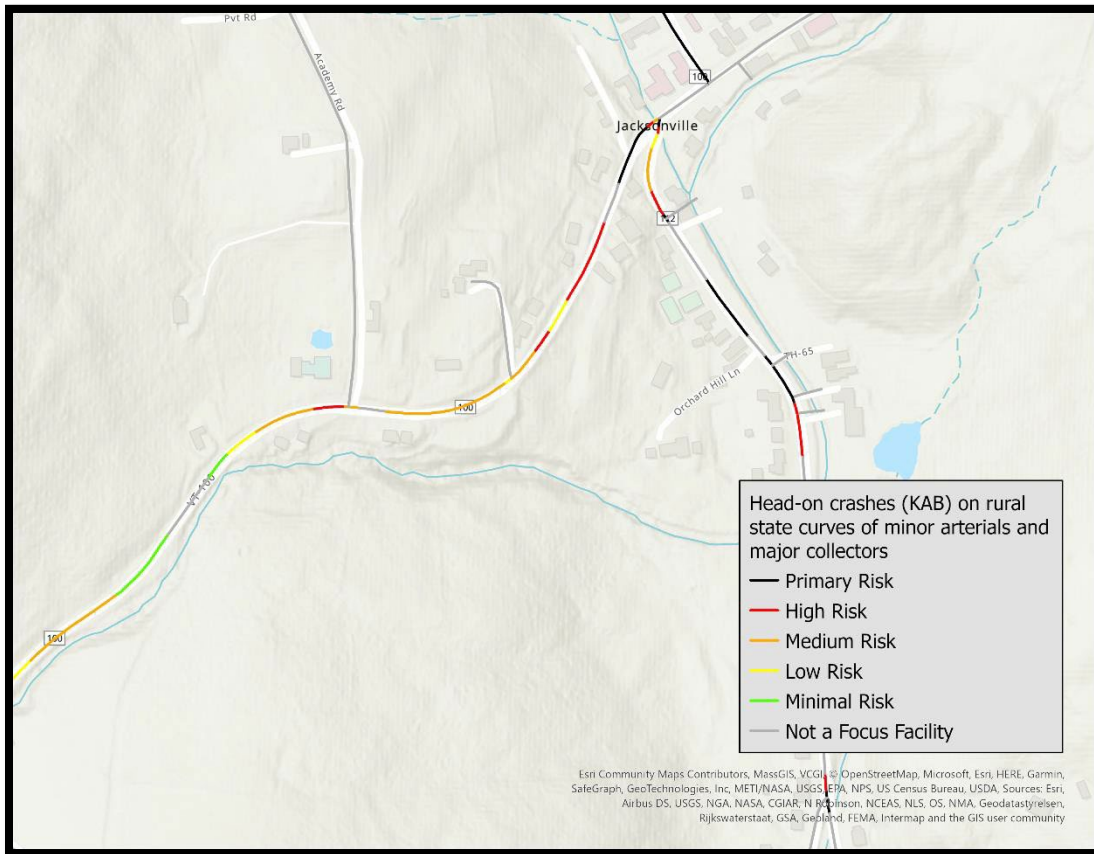 Pvt Rd
Academy Rd
100
Jacksonville
112
TH-65
Orchard Hill Ln
100
VT-100
100
Head-on crashes (KAB) on rural
state curves of minor arterials and
major collectors
Primary Risk
High Risk
Medium Risk
Low Risk
Minimal Risk
Not a Focus Facility
Esri Community Maps Contributors, MassGIS, VCGI, © OpenStreetMap, Microsoft, Esri, HERE, Garmin,
SafeGraph, GeoTechnologies, Inc, METI/NASA, USGS, EPA, NPS, US Census Bureau, USDA, Sources: Esri,
Airbus DS, USGS, NGA, NASA, CGIAR, N Robinson, NCEAS, NLS, OS, NMA, Geodatastyrelsen,
Rijkswaterstaat, GSA, Geoland, FEMA, Intermap and the GIS user community